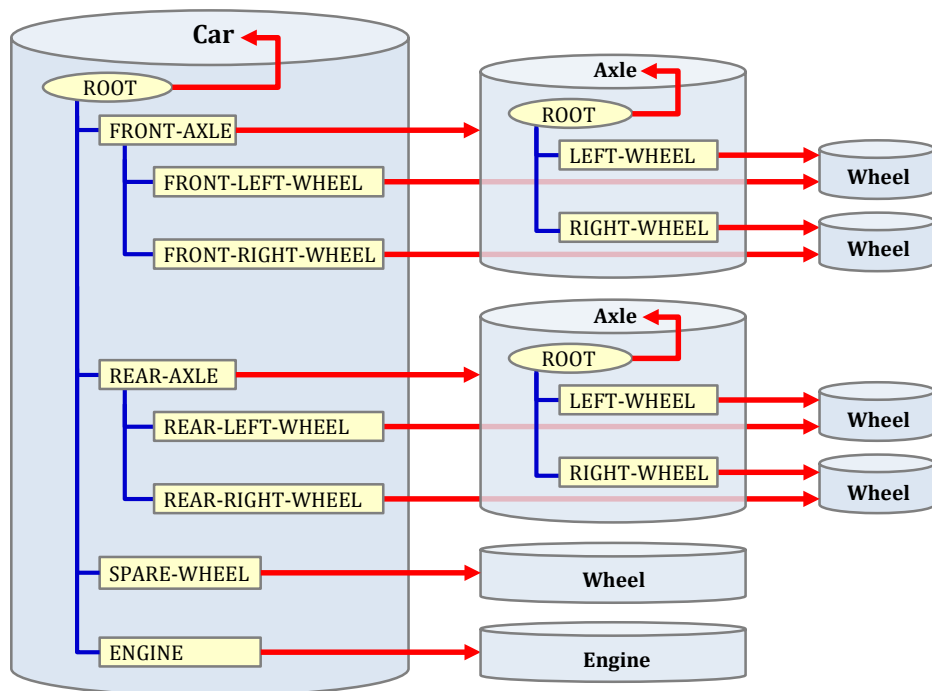 Car
ROOT
FRONT-AXLE
FRONT-LEFT-WHEEL
FRONT-RIGHT-WHEEL
REAR-AXLE
REAR-LEFT-WHEEL
REAR-RIGHT-WHEEL
SPARE-WHEEL
ENGINE
Axle
ROOT
LEFT-WHEEL
RIGHT-WHEEL
Wheel
Wheel
Axle
ROOT
LEFT-WHEEL
RIGHT-WHEEL
Wheel
Wheel
Wheel
Engine